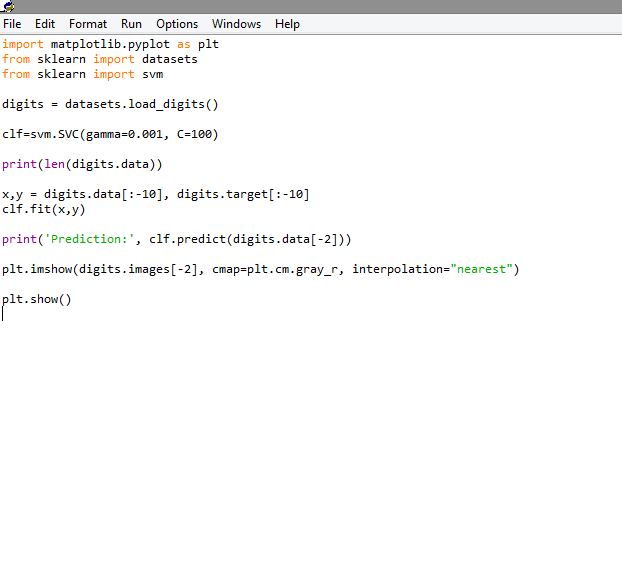 File Edit Format Run Options Windows Help
import matplotlib.pyplot as plt
from sklearn import datasets
from sklearn import svm
digits = datasets.load_digits()
clf=svm.SVC(gamma=0.001, C=100)
print(len(digits.data))
x,y = digits.data[:-10], digits.target[:-10]
clf.fit(x,y)
print('Prediction:', clf.predict(digits.data[-2]))
plt.imshow(digits.images[-2], cmap=plt.cm.gray_r, interpolation="nearest")
plt.show()